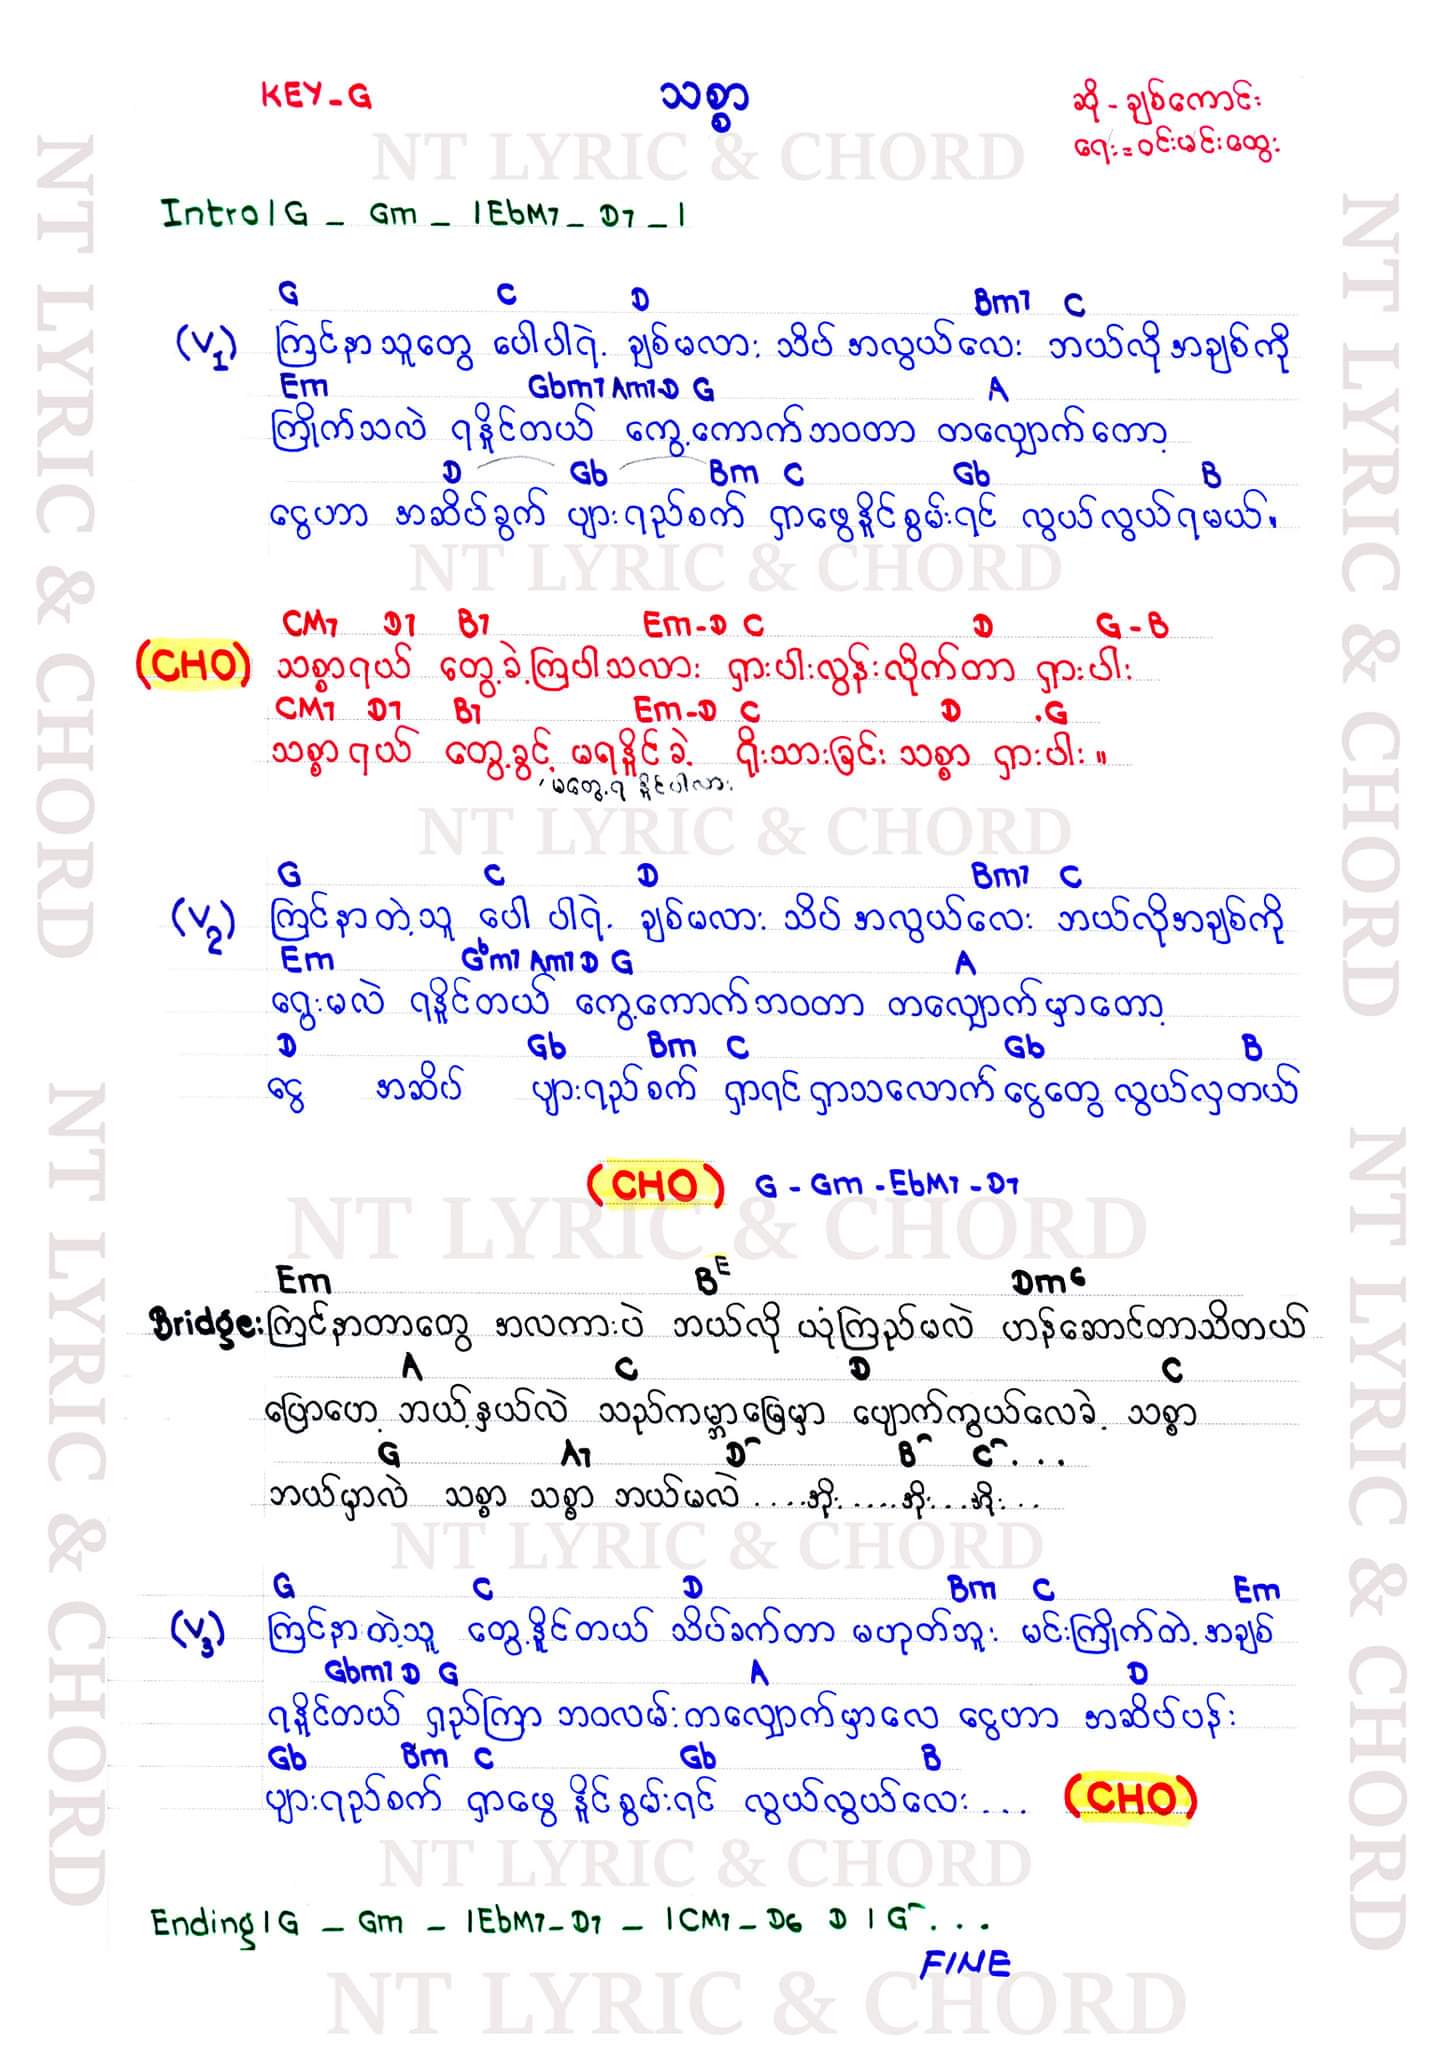 KEY-G
သစ္စာ
ဆို - ချစ်ကောင်း
ရေး = ဝင်းမင်းထွေး
NT LYRIC & CHORD
Intro | G _ Gm _ | EbM7 _ D7 _ |
G C D Bm7 C
(V1) ကြင်နာသူတွေ ပေါပါရဲ့ ချစ်မလား သိပ်အလွယ်လေး ဘယ်လိုအချစ်ကို
Em Gbm7 Am7-D G A
ကြိုက်သလဲ ရနိုင်တယ် ကွေ့ကောက်ဘဝတာ တလျှောက်တော့
D Gb Bm C Gb B
ငွေဟာ အဆိပ်ခွက် ပျားရည်စက် ရှာဖွေနိုင်စွမ်းရင် လွယ်လွယ်ရမယ်။
NT LYRIC & CHORD
CM7 D7 B7 Em-D C D G-B
(CHO) သစ္စာရယ် တွေ့ခဲ့ကြပါသလား ရှားပါးလွန်းလိုက်တာ ရှားပါး
CM7 D7 B7 Em-D C D .G
သစ္စာရယ် တွေ့ခွင့် မရနိုင်ခဲ့ ရိုးသားခြင်း သစ္စာ ရှားပါး။
မတွေ့ရနိုင်ပါလား
NT LYRIC & CHORD
G C D Bm7 C
(V2) ကြင်နာတဲ့သူ ပေါ ပါရဲ့ ချစ်မလား သိပ်အလွယ်လေး ဘယ်လိုအချစ်ကို
Em Gbm7 Am7 D G A
ရွေးမလဲ ရနိုင်တယ် ကွေ့ကောက်ဘဝတာ တလျှောက်မှာတော့
D Gb Bm C Gb B
ငွေ အဆိပ် ပျားရည်စက် ရှာရင်ရှာသလောက် ငွေတွေလွယ်လှတယ်
(CHO) G - Gm - EbM7 - D7
NT LYRIC & CHORD
Em B E Dm6
Bridge: ကြင်နာတာတွေ အလကားပဲ ဘယ်လို ယုံကြည်မလဲ ဟန်ဆောင်တာသိတယ်
A C D C
ပြောဟေ့ ဘယ့်နှယ်လဲ သည်ကမ္ဘာမြေမှာ ပျောက်ကွယ်လေခဲ့ သစ္စာ
G A7 D B C ...
ဘယ်မှာလဲ သစ္စာ သစ္စာ ဘယ်မလဲ ....အိုး.....အိုး...အိုး...
NT LYRIC & CHORD
G C D Bm C Em
(V3) ကြင်နာတဲ့သူ တွေ့နိုင်တယ် သိပ်ခက်တာ မဟုတ်ဘူး မင်းကြိုက်တဲ့အချစ်
Gbm7 D G A D
ရနိုင်တယ် ရှည်ကြာ ဘဝလမ်းတလျှောက်မှာလေ ငွေဟာ အဆိပ်ပန်း
Gb Bm C Gb B
ပျားရည်စက် ရှာဖွေ နိုင်စွမ်းရင် လွယ်လွယ်လေး ... (CHO)
NT LYRIC & CHORD
Ending | G _ Gm _ | EbM7-D7 _ | CM7-D6 D | G ...
FINE
NT LYRIC & CHORD
NT LYRIC & CHORD
NT LYRIC & CHORD
NT LYRIC & CHORD
NT LYRIC & CHORD